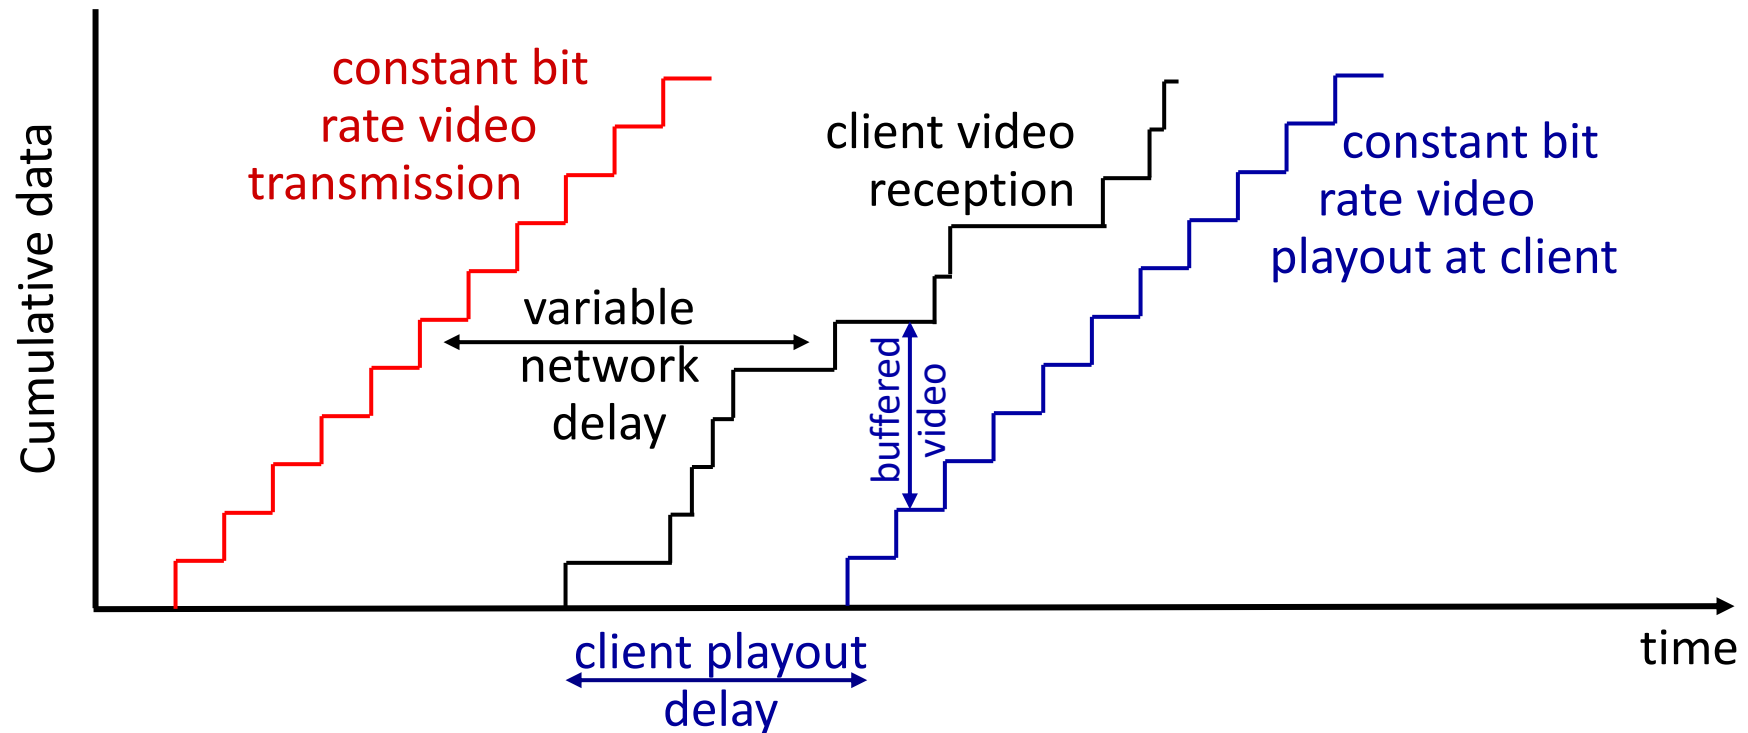 constant bit
rate video
transmission
client video
reception
constant bit
rate video
playout at client
Cumulative data
variable
network
delay
buffered
video
client playout
delay
time